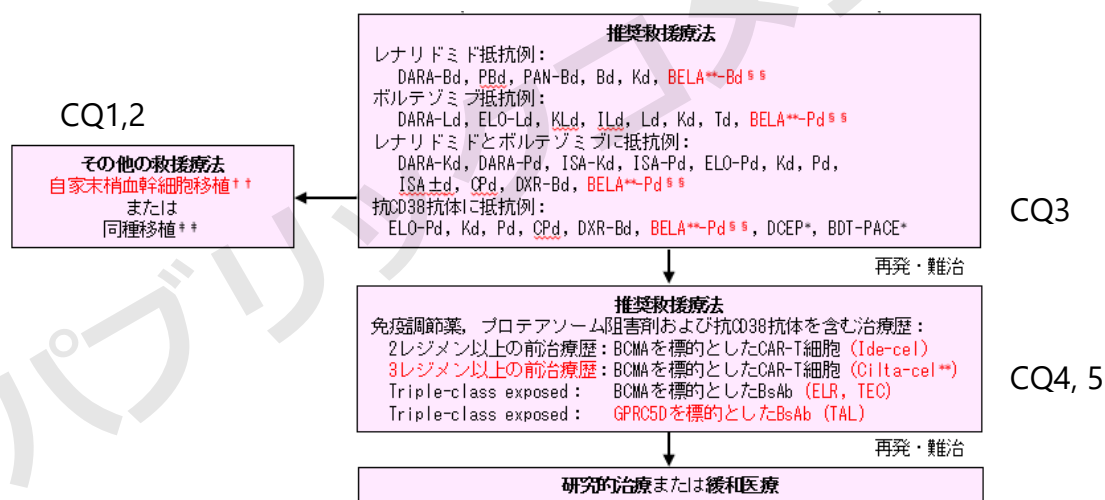 推奨救援療法
レナリドミド抵抗例：
DARA-Bd, PBd, PAN-Bd, Bd, Kd, BELA**-Bd§§
ボルテゾミブ抵抗例：
DARA-Ld, ELO-Ld, KLd, ILd, Ld, Kd, Td, BELA**-Pd§§
レナリドミドとボルテゾミブに抵抗例：
DARA-Kd, DARA-Pd, ISA-Kd, ISA-Pd, ELO-Pd, Kd, Pd,
ISA±d, CPd, DXR-Bd, BELA**-Pd§§
抗CD38抗体に抵抗例：
ELO-Pd, Kd, Pd, CPd, DXR-Bd, BELA**-Pd§§, DCEP*, BDT-PACE*
CQ1,2
その他の救援療法
自家末梢血幹細胞移植††
または
同種移植‡‡
CQ3
再発・難治
推奨救援療法
免疫調節薬，プロテアソーム阻害剤および抗CD38抗体を含む治療歴：
2レジメン以上の前治療歴：BCMAを標的としたCAR-T細胞 (Ide-cel)
3レジメン以上の前治療歴：BCMAを標的としたCAR-T細胞 (Cilta-cel**)
Triple-class exposed： BCMAを標的としたBsAb (ELR, TEC)
Triple-class exposed： GPRC5Dを標的としたBsAb (TAL)
CQ4, 5
再発・難治
研究的治療または緩和医療
パブリックコメ